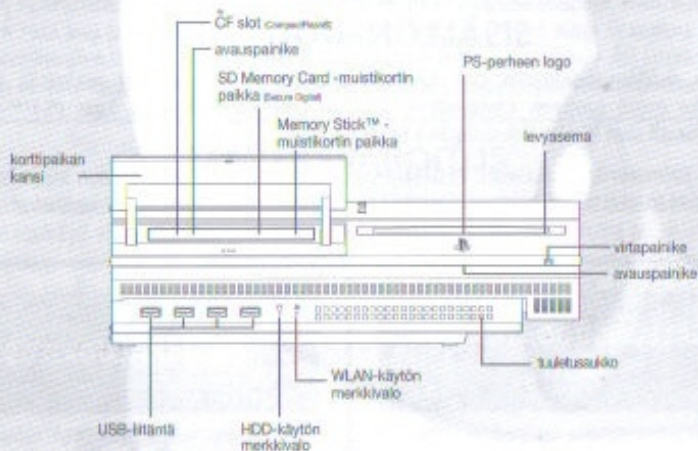 CF slot (CompactFlash®)
avauspainike
SD Memory Card -muistikortin
paikka (Secure Digital)
Memory Stick™ -
muistikortin paikka
PS-perheen logo
levyasema
korttipaikan
kansi
virtapainike
avauspainike
tuuletusaukko
WLAN-käytön
merkkivalo
USB-liitäntä
HDD-käytön
merkkivalo